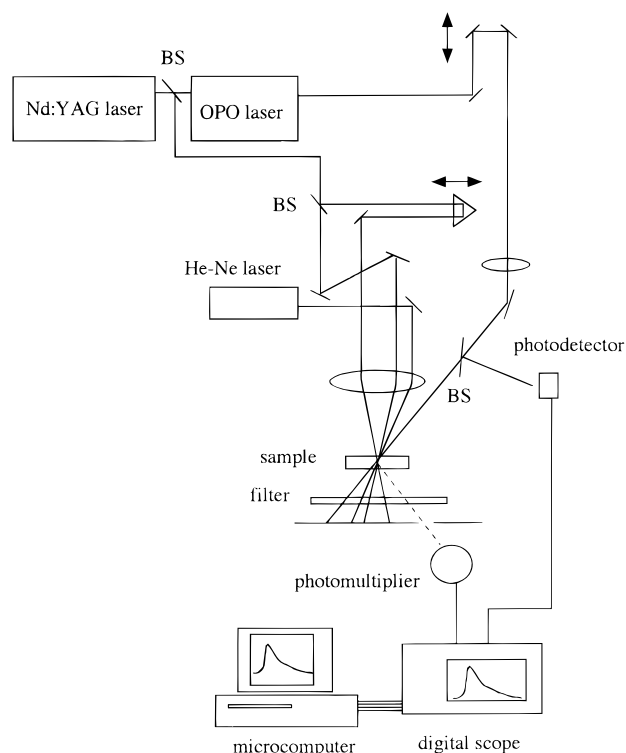 BS
Nd:YAG laser
OPO laser
BS
He-Ne laser
photodetector
BS
sample
filter
photomultiplier
microcomputer
digital scope